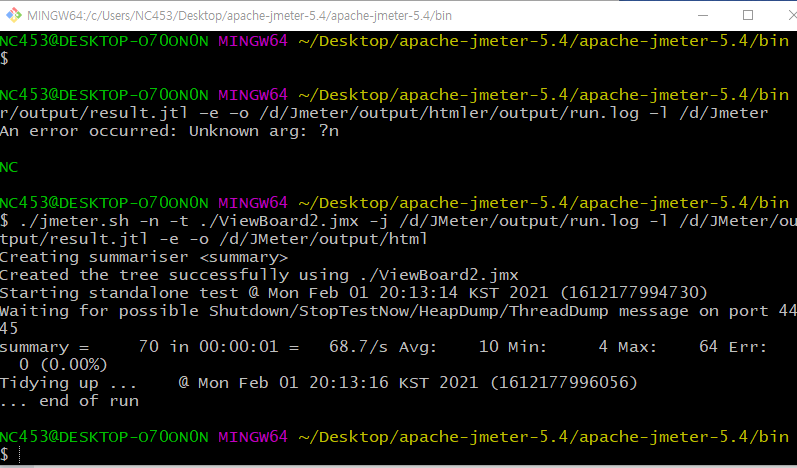 MINGW64:/c/Users/NC453/Desktop/apache-jmeter-5.4/apache-jmeter-5.4/bin
NC453@DESKTOP-O7OON0N MINGW64 ~/Desktop/apache-jmeter-5.4/apache-jmeter-5.4/bin
$
NC453@DESKTOP-O7OON0N MINGW64 ~/Desktop/apache-jmeter-5.4/apache-jmeter-5.4/bin
r/output/result.jtl –e –o /d/Jmeter/output/htmler/output/run.log –l /d/Jmeter
An error occurred: Unknown arg: ?n
NC
NC453@DESKTOP-O7OON0N MINGW64 ~/Desktop/apache-jmeter-5.4/apache-jmeter-5.4/bin
$ ./jmeter.sh -n -t ./ViewBoard2.jmx -j /d/JMeter/output/run.log -l /d/JMeter/ou
tput/result.jtl -e -o /d/JMeter/output/html
Creating summariser <summary>
Created the tree successfully using ./ViewBoard2.jmx
Starting standalone test @ Mon Feb 01 20:13:14 KST 2021 (1612177994730)
Waiting for possible Shutdown/StopTestNow/HeapDump/ThreadDump message on port 44
45
summary =     70 in 00:00:01 =   68.7/s Avg:    10 Min:     4 Max:    64 Err:
  0 (0.00%)
Tidying up ...    @ Mon Feb 01 20:13:16 KST 2021 (1612177996056)
... end of run
NC453@DESKTOP-O7OON0N MINGW64 ~/Desktop/apache-jmeter-5.4/apache-jmeter-5.4/bin
$